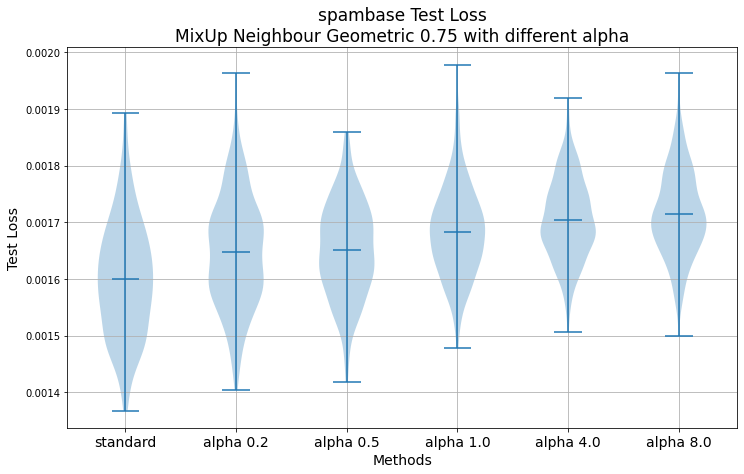 spambase Test Loss
MixUp Neighbour Geometric 0.75 with different alpha
0.0020
0.0019
0.0018
0.0017
0.0016
0.0015
0.0014
Test Loss
standard
alpha 0.2
alpha 0.5
alpha 1.0
alpha 4.0
alpha 8.0
Methods